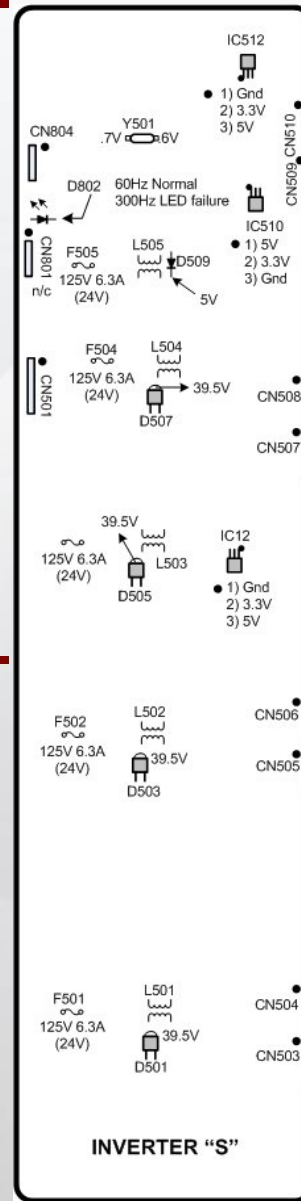 IC512
1) Gnd
2) 3.3V
3) 5V
CN510
CN509
Y501
.7V .6V
CN804
D802
60Hz Normal
300Hz LED failure
IC510
1) 5V
2) 3.3V
3) Gnd
CN801
n/c
F505
125V 6.3A
(24V)
L505
D509
5V
CN501
F504
125V 6.3A
(24V)
L504
39.5V
D507
CN508
CN507
125V 6.3A
(24V)
39.5V
L503
D505
IC12
1) Gnd
2) 3.3V
3) 5V
F502
125V 6.3A
(24V)
L502
39.5V
D503
CN506
CN505
F501
125V 6.3A
(24V)
L501
39.5V
D501
CN504
CN503
INVERTER “S”